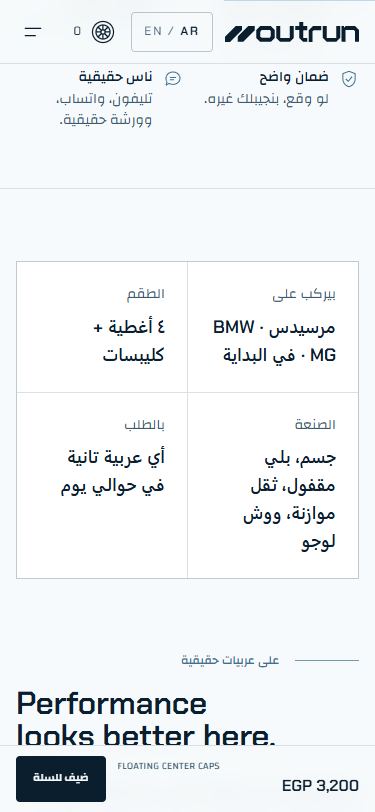 outrun
EN / AR
0
ضمان واضح
لو وقع، بنجيبلك غيره.
ناس حقيقية
تليفون، واتساب،
وورشة حقيقية.
بيركب على
مرسيدس · BMW
· MG في البداية
الطقم
٤ أغطية +
كليبسات
الصنعة
جسم، بلي
مقفول، ثقل
موازنة، ووش
لوجو
بالطلب
أي عربية تانية
في حوالي يوم
على عربيات حقيقية
Performance
looks better here.
EGP 3,200
FLOATING CENTER CAPS
ضيف للسلة